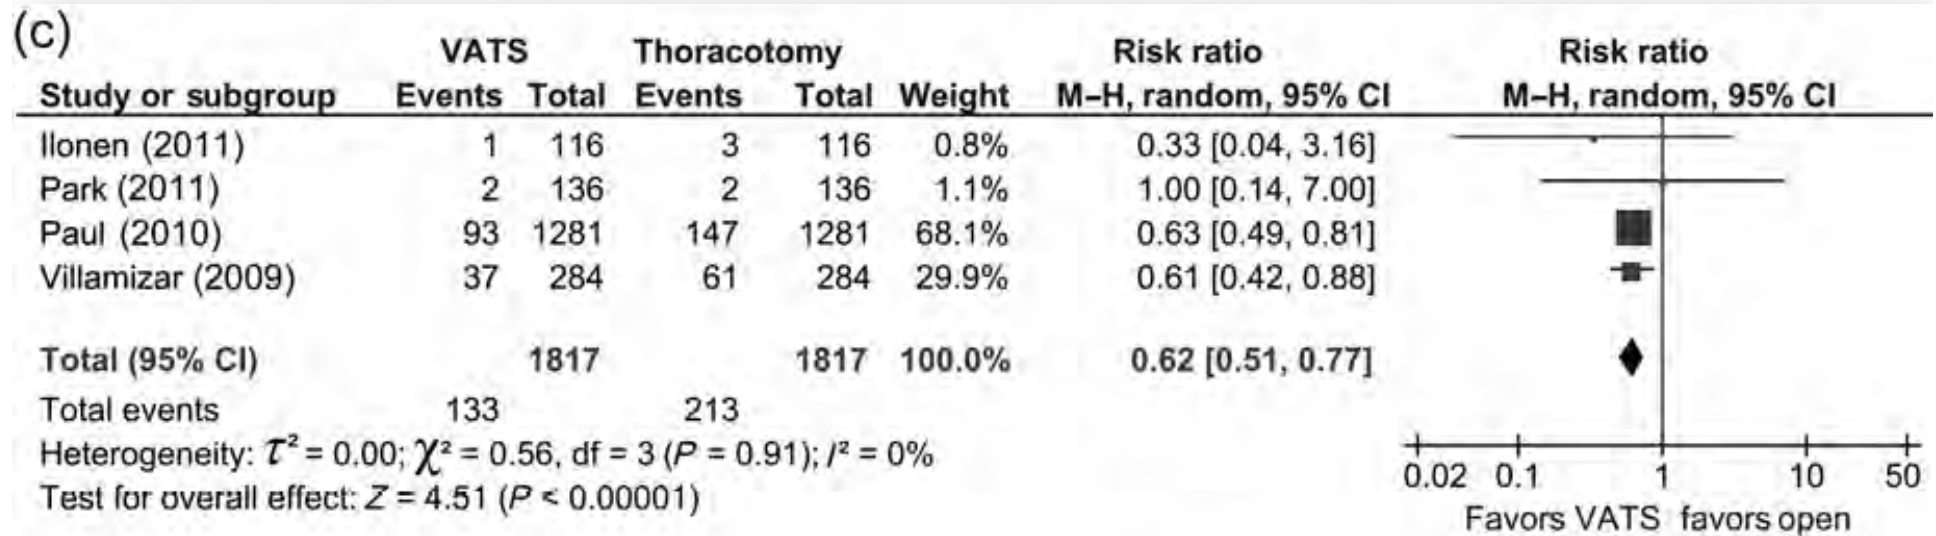 (c)
VATS Thoracotomy Risk ratio Risk ratio
Study or subgroup Events Total Events Total Weight M–H, random, 95% CI M–H, random, 95% CI
Ilonen (2011) 1 116 3 116 0.8% 0.33 [0.04, 3.16]
Park (2011) 2 136 2 136 1.1% 1.00 [0.14, 7.00]
Paul (2010) 93 1281 147 1281 68.1% 0.63 [0.49, 0.81]
Villamizar (2009) 37 284 61 284 29.9% 0.61 [0.42, 0.88]
Total (95% CI) 1817 1817 100.0% 0.62 [0.51, 0.77]
Total events 133 213
Heterogeneity: τ² = 0.00; χ² = 0.56, df = 3 (P = 0.91); I² = 0%
Test for overall effect: Z = 4.51 (P < 0.00001)
0.02 0.1 1 10 50
Favors VATS favors open